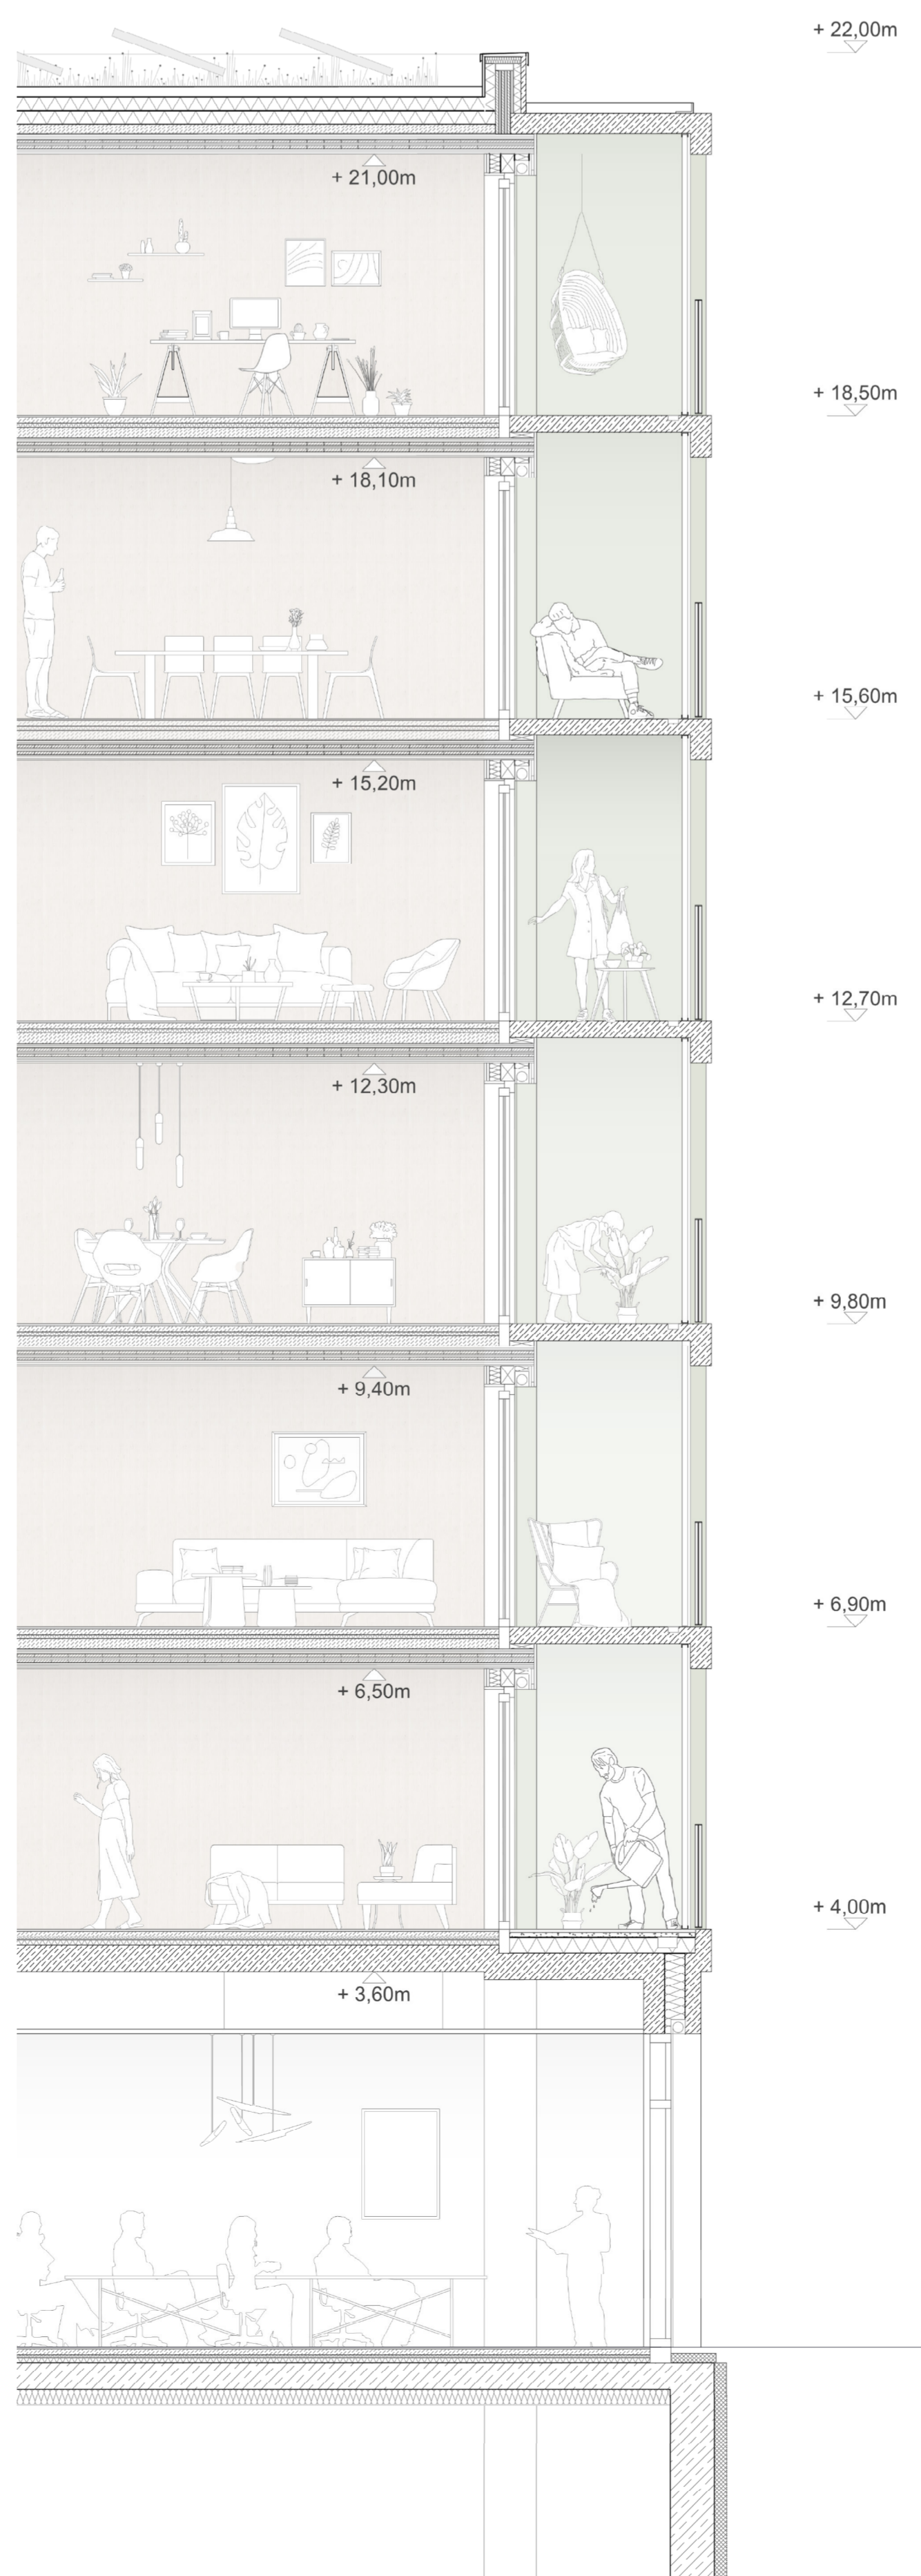 + 22,00m
+ 21,00m
+ 18,50m
+ 18,10m
+ 15,60m
+ 15,20m
+ 12,70m
+ 12,30m
+ 9,80m
+ 9,40m
+ 6,90m
+ 6,50m
+ 4,00m
+ 3,60m